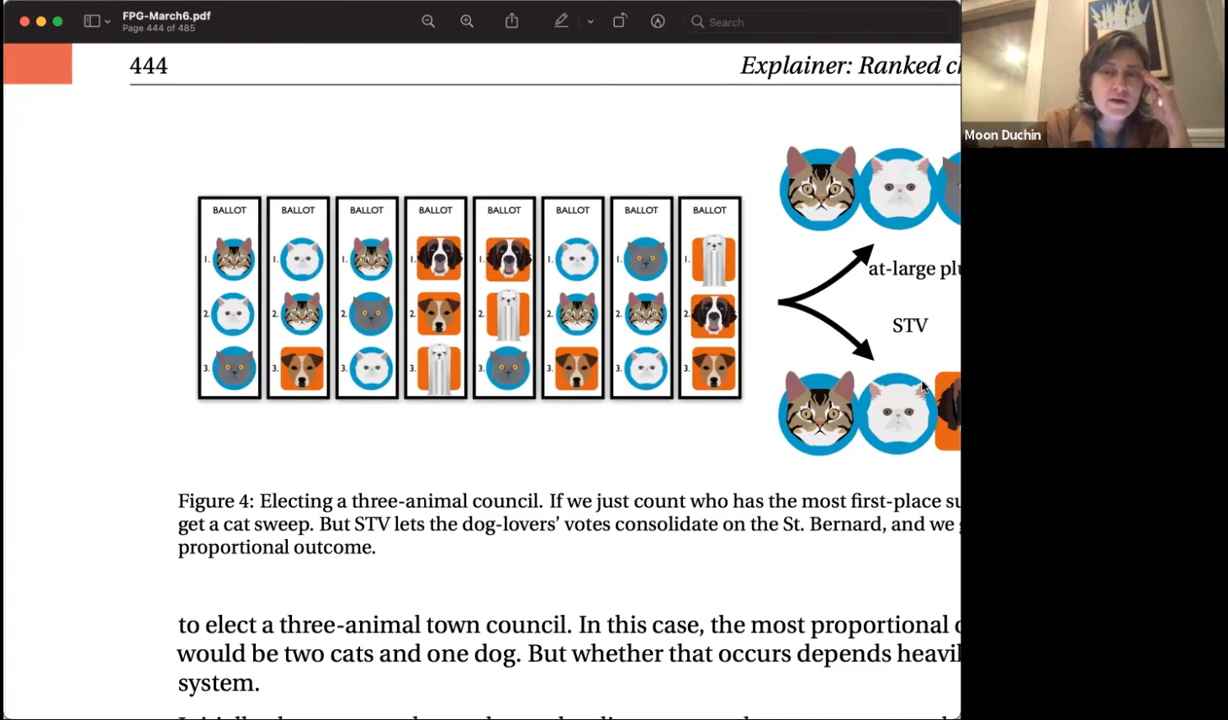 FPG-March6.pdf
Page 444 of 485
Search
444
Explainer: Ranked
Moon Duchin
BALLOT BALLOT BALLOT BALLOT BALLOT BALLOT BALLOT BALLOT
1. 1. 1. 1. 1. 1. 1. 1.
2. 2. 2. 2. 2. 2. 2. 2.
3. 3. 3. 3. 3. 3. 3. 3.
at-large
STV
Figure 4: Electing a three-animal council. If we just count who has the most first-place
get a cat sweep. But STV lets the dog-lovers’ votes consolidate on the St. Bernard, and we
proportional outcome.
to elect a three-animal town council. In this case, the most proportional
would be two cats and one dog. But whether that occurs depends
system.